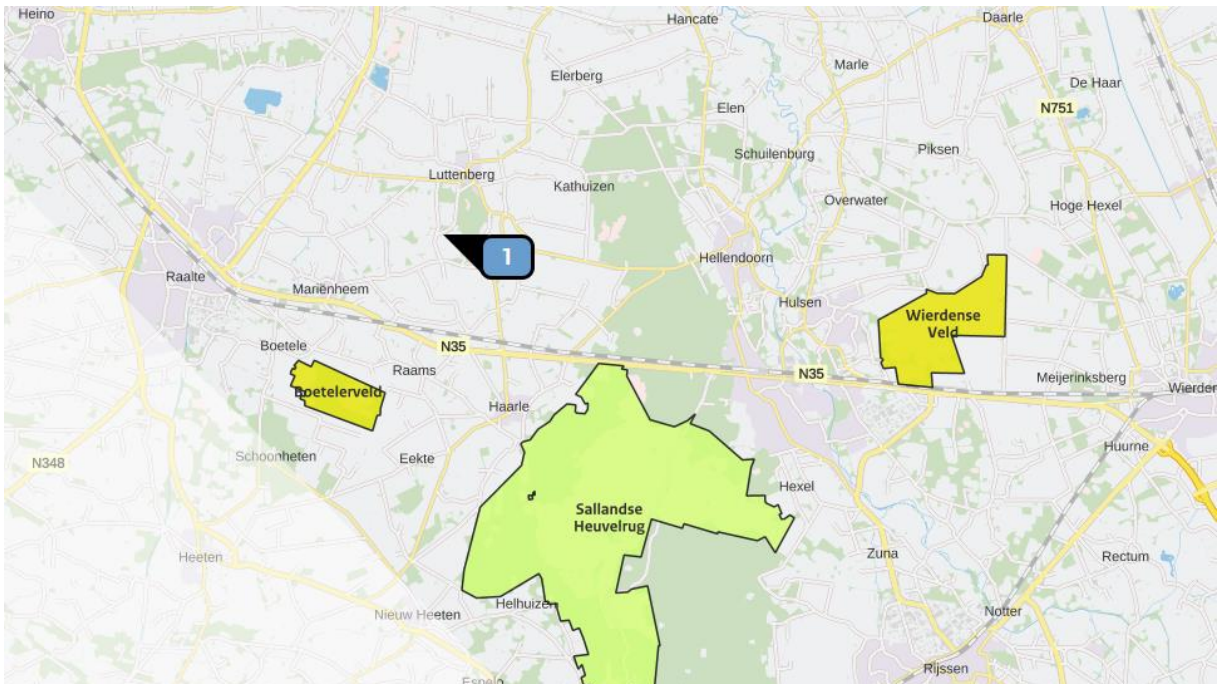 Heino
Hancate
Daarle
Elerberg
Marle
De Haar
Elen
N751
Schuilenburg
Piksen
Luttenberg
Kathuizen
Overwater
Hoge Hexel
1
Hellendoorn
Raalte
Mariënheem
Hulsen
Wierdense
Veld
Boetele
N35
Raams
N35
Meijerinksberg
Wierden
Boetelerveld
Haarle
Huurne
N348
Schoonheten
Eekte
Hexel
Sallandse
Heuvelrug
Heeten
Zuna
Rectum
Nieuw Heeten
Helhuizen
Notter
Rijssen
Espelo